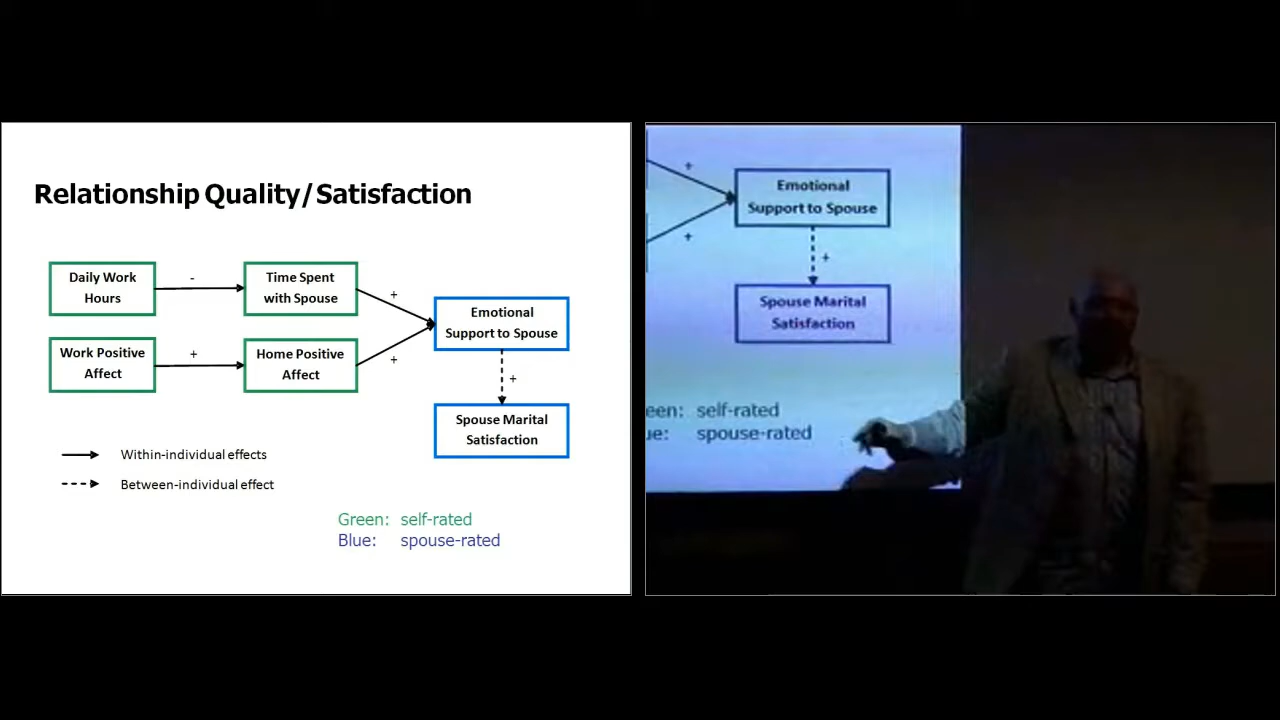 Relationship Quality/Satisfaction
Daily Work
Hours
-
Time Spent
with Spouse
+
Emotional
Support to Spouse
Work Positive
Affect
+
Home Positive
Affect
+
+
Spouse Marital
Satisfaction
Within-individual effects
Between-individual effect
Green: self-rated
Blue: spouse-rated
+
Emotional
Support to Spouse
+
+
Spouse Marital
Satisfaction
een: self-rated
ue: spouse-rated